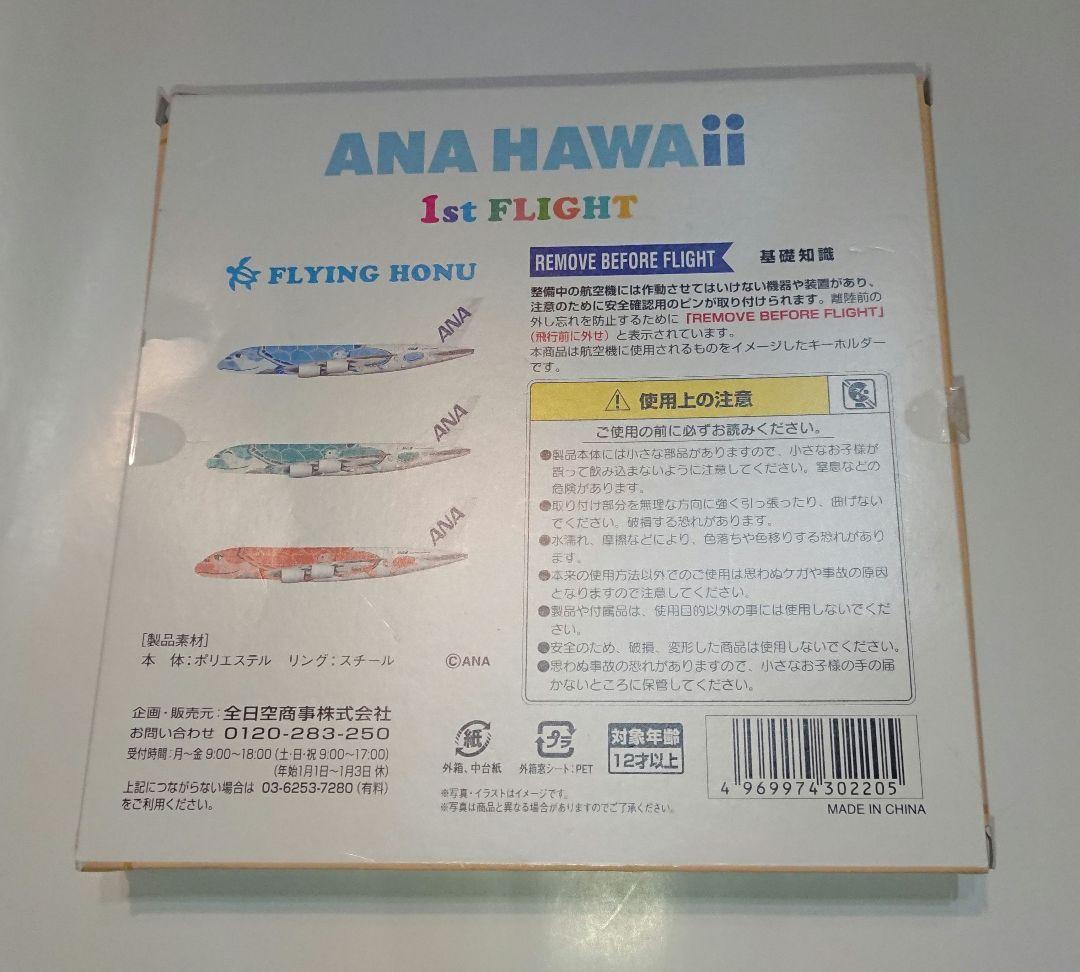 ANA HAWAii
1st FLIGHT
FLYING HONU
ANA
ANA
ANA
[製品素材]
本 体:ポリエステル リング:スチール ©ANA
REMOVE BEFORE FLIGHT 基礎知識
整備中の航空機には作動させてはいけない機器や装置があり、
注意のために安全確認用のピンが取り付けられます。離陸前の
外し忘れを防止するために「REMOVE BEFORE FLIGHT」
(飛行前に外せ)と表示されています。
本商品は航空機に使用されるものをイメージしたキーホルダー
です。
使用上の注意
ご使用の前に必ずお読みください。
●製品本体には小さな部品がありますので、小さなお子様が
誤って飲み込まないように注意してください。窒息などの
危険があります。
●取り付け部分を無理な方向に強く引っ張ったり、曲げない
でください。破損する恐れがあります。
●水濡れ、摩擦などにより、色落ちや色移りする恐れがあり
ます。
●本来の使用方法以外でのご使用は思わぬケガや事故の原因
となりますので注意してください。
●製品や付属品は、使用目的以外の事には使用しないでくだ
さい。
●安全のため、破損、変形した商品は使用しないでください。
●思わぬ事故の恐れがありますので、小さなお子様の手の届
かないところに保管してください。
企画・販売元:全日空商事株式会社
お問い合わせ 0120-283-250
受付時間:月～金 9:00～18:00 (土・日・祝 9:00～17:00)
(年始1月1日～1月3日 休)
上記につながらない場合は 03-6253-7280 (有料)
をご利用ください。
紙
外箱、中台紙
プラ
外箱窓シート:PET
対象年齢
12才以上
※写真・イラストはイメージです。
※写真は商品と異なる場合がありますのでご了承ください。
4 969974 302205
MADE IN CHINA